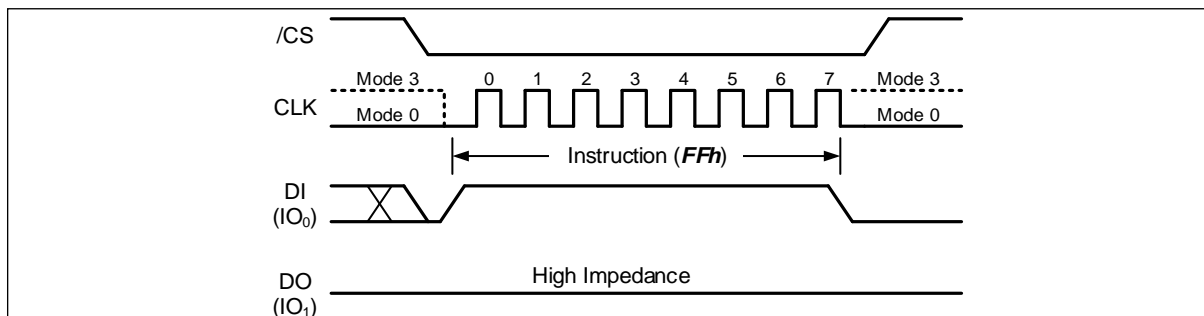 /CS
Mode 3 0 1 2 3 4 5 6 7 Mode 3
CLK
Mode 0 Mode 0
Instruction (FFh)
DI
(IO₀)
High Impedance
DO
(IO₁)